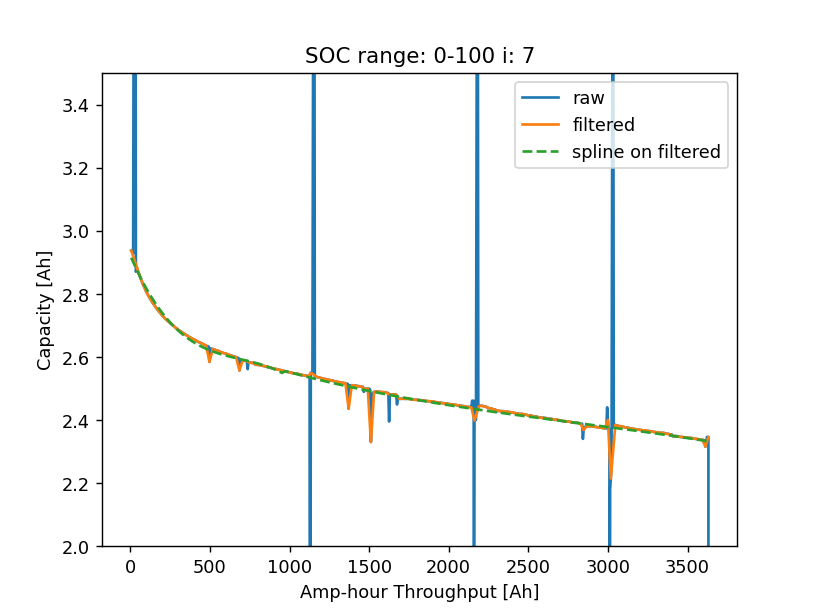 SOC range: 0-100 i: 7
raw
filtered
spline on filtered
3.4
3.2
3.0
2.8
2.6
2.4
2.2
2.0
Capacity [Ah]
0 500 1000 1500 2000 2500 3000 3500
Amp-hour Throughput [Ah]